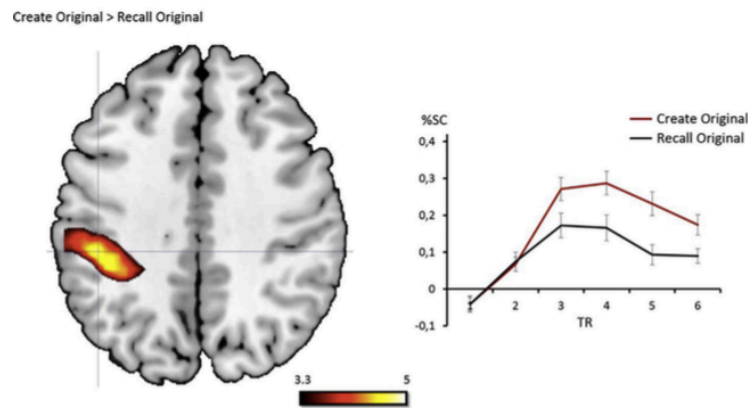 Create Original > Recall Original
%SC
Create Original
Recall Original
0,4
0,3
0,2
0,1
0
-0,1
1 2 3 4 5 6
TR
3.3 5